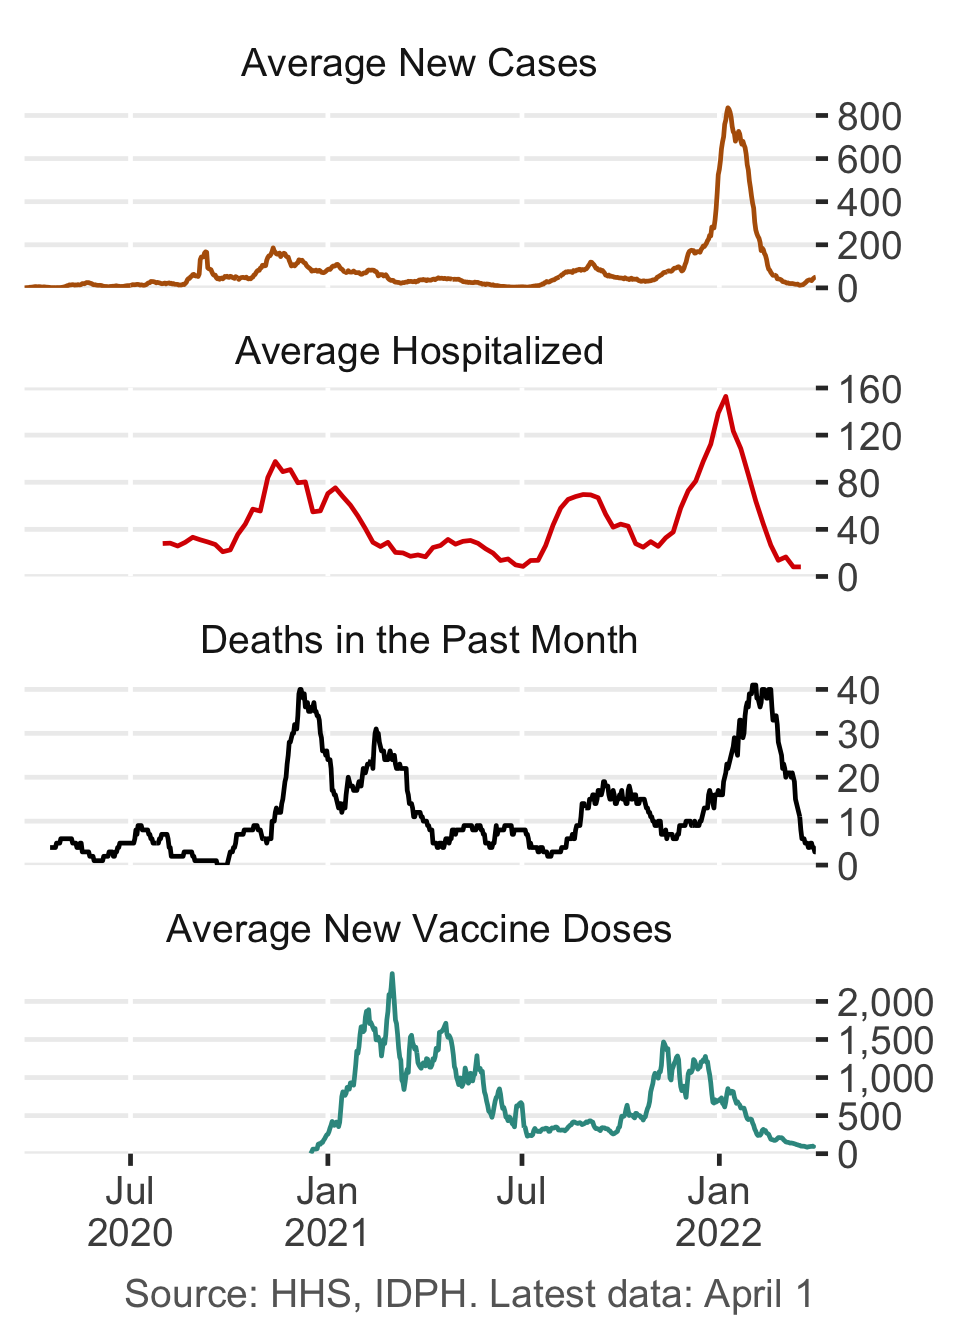 Average New Cases
800
600
400
200
0
Average Hospitalized
160
120
80
40
0
Deaths in the Past Month
40
30
20
10
0
Average New Vaccine Doses
2,000
1,500
1,000
500
0
Jul Jan Jul Jan
2020 2021 2022
Source: HHS, IDPH. Latest data: April 1